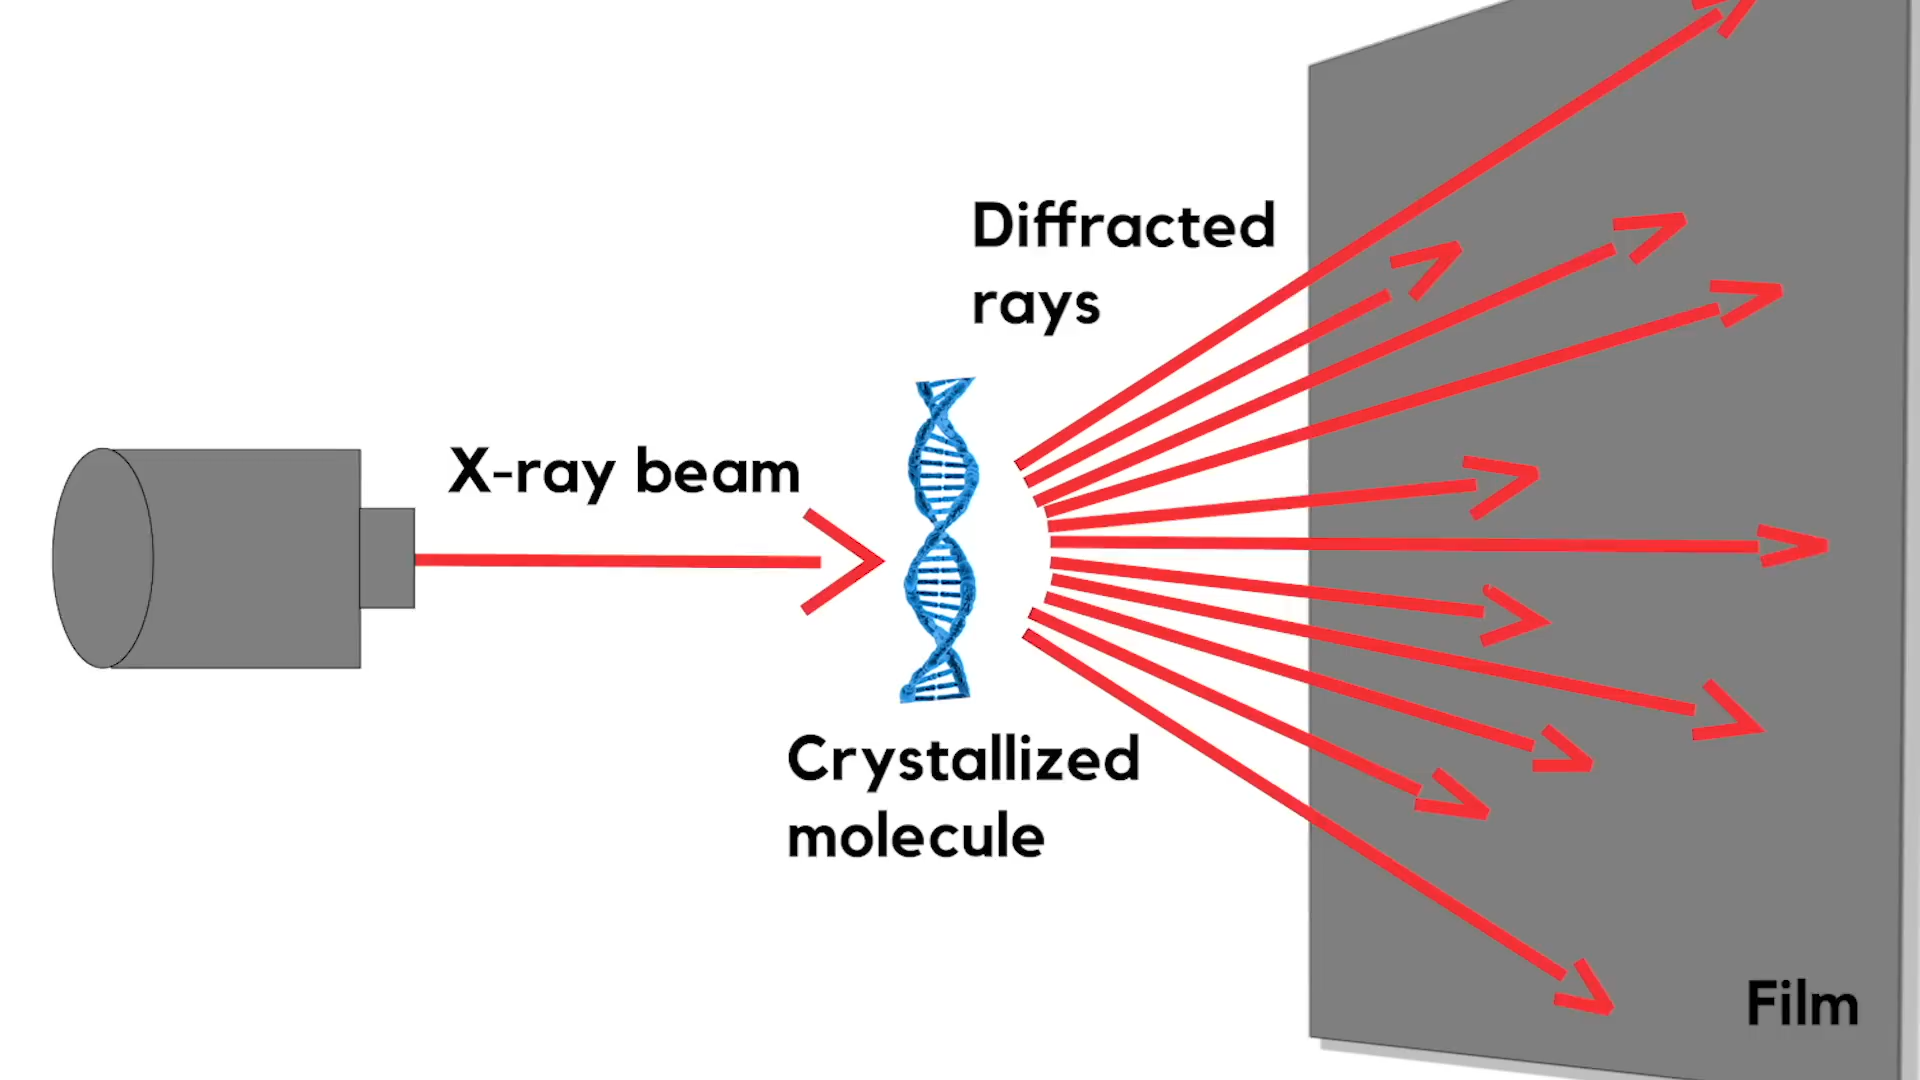 Diffracted
rays
X-ray beam
Crystallized
molecule
Film